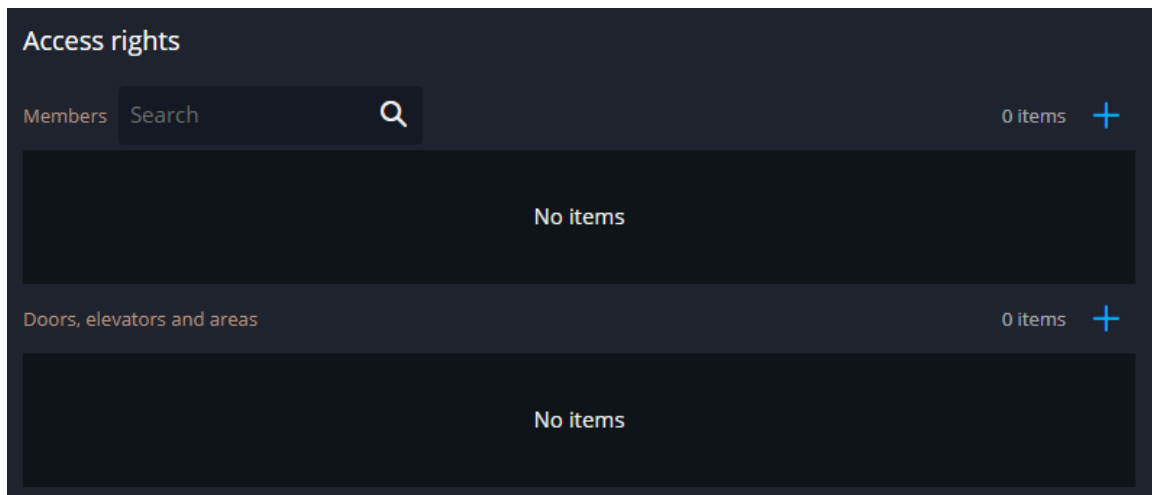 Access rights
Members Search 0 items
No items
Doors, elevators and areas 0 items
No items